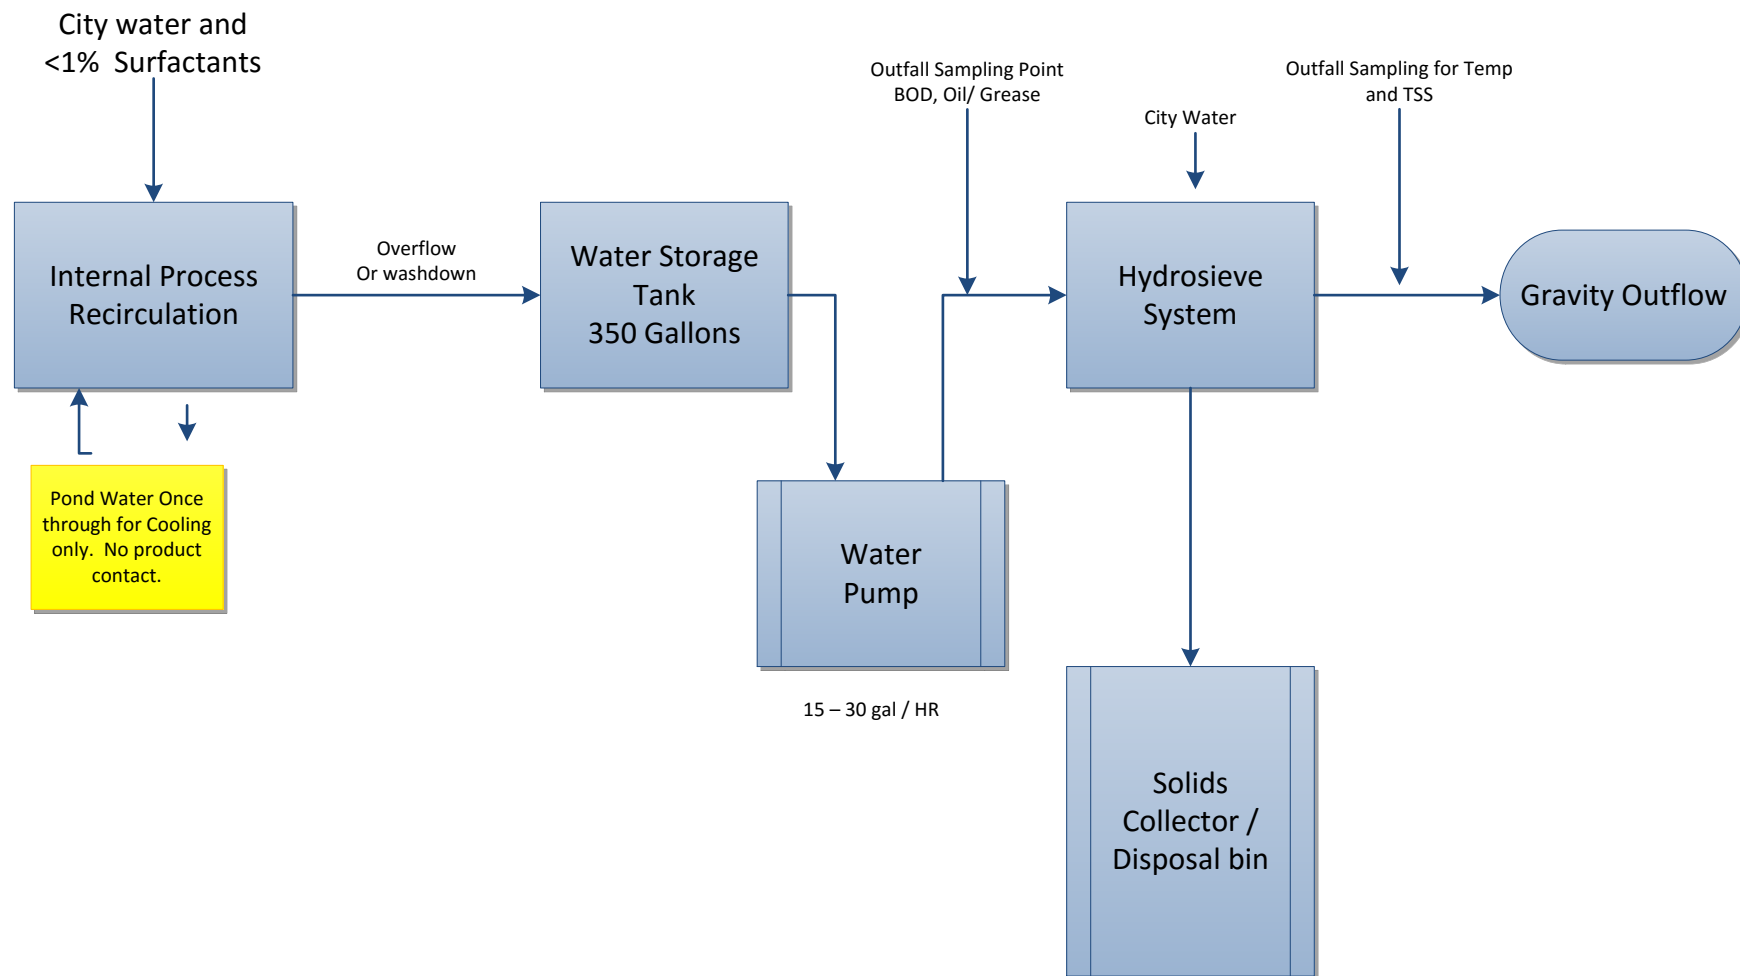 City water and
<1%  Surfactants
Outfall Sampling Point
BOD, Oil/ Grease
City Water
Outfall Sampling for Temp
and TSS
Internal Process
Recirculation
Overflow
Or washdown
Water Storage
Tank
350 Gallons
Hydrosieve
System
Gravity Outflow
Pond Water Once
through for Cooling
only.  No product
contact.
Water
Pump
15 – 30 gal / HR
Solids
Collector /
Disposal bin